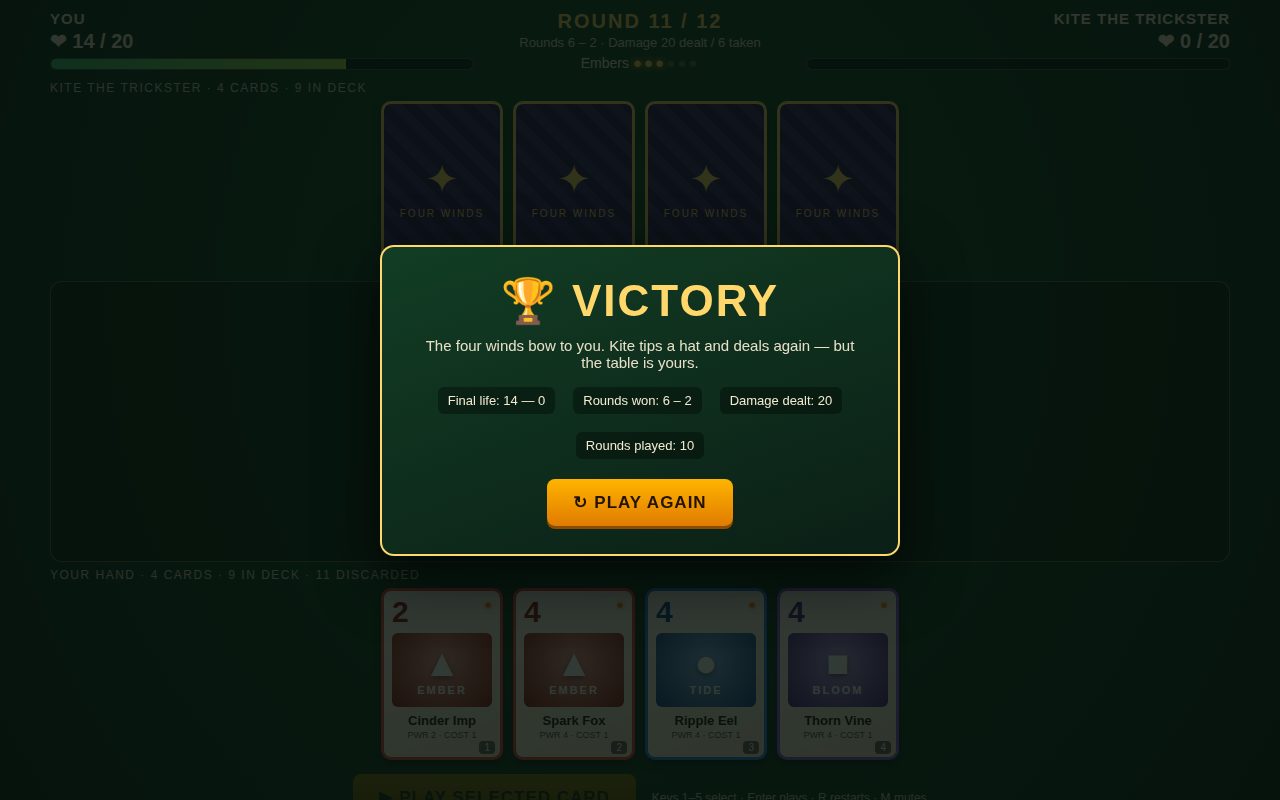 YOU
❤ 14 / 20
ROUND 11 / 12
Rounds 6 – 2 · Damage 20 dealt / 6 taken
Embers
KITE THE TRICKSTER
❤ 0 / 20
KITE THE TRICKSTER · 4 CARDS · 9 IN DECK
FOUR WINDS
FOUR WINDS
FOUR WINDS
FOUR WINDS
🏆 VICTORY
The four winds bow to you. Kite tips a hat and deals again — but
the table is yours.
Final life: 14 — 0
Rounds won: 6 – 2
Damage dealt: 20
Rounds played: 10
↻ PLAY AGAIN
YOUR HAND · 4 CARDS · 9 IN DECK · 11 DISCARDED
2
EMBER
Cinder Imp
PWR 2 · COST 1
1
4
EMBER
Spark Fox
PWR 4 · COST 1
2
4
TIDE
Ripple Eel
PWR 4 · COST 1
3
4
BLOOM
Thorn Vine
PWR 4 · COST 1
4
▶ PLAY SELECTED CARD
Keys 1–5 select · Enter plays · R restarts · M mutes